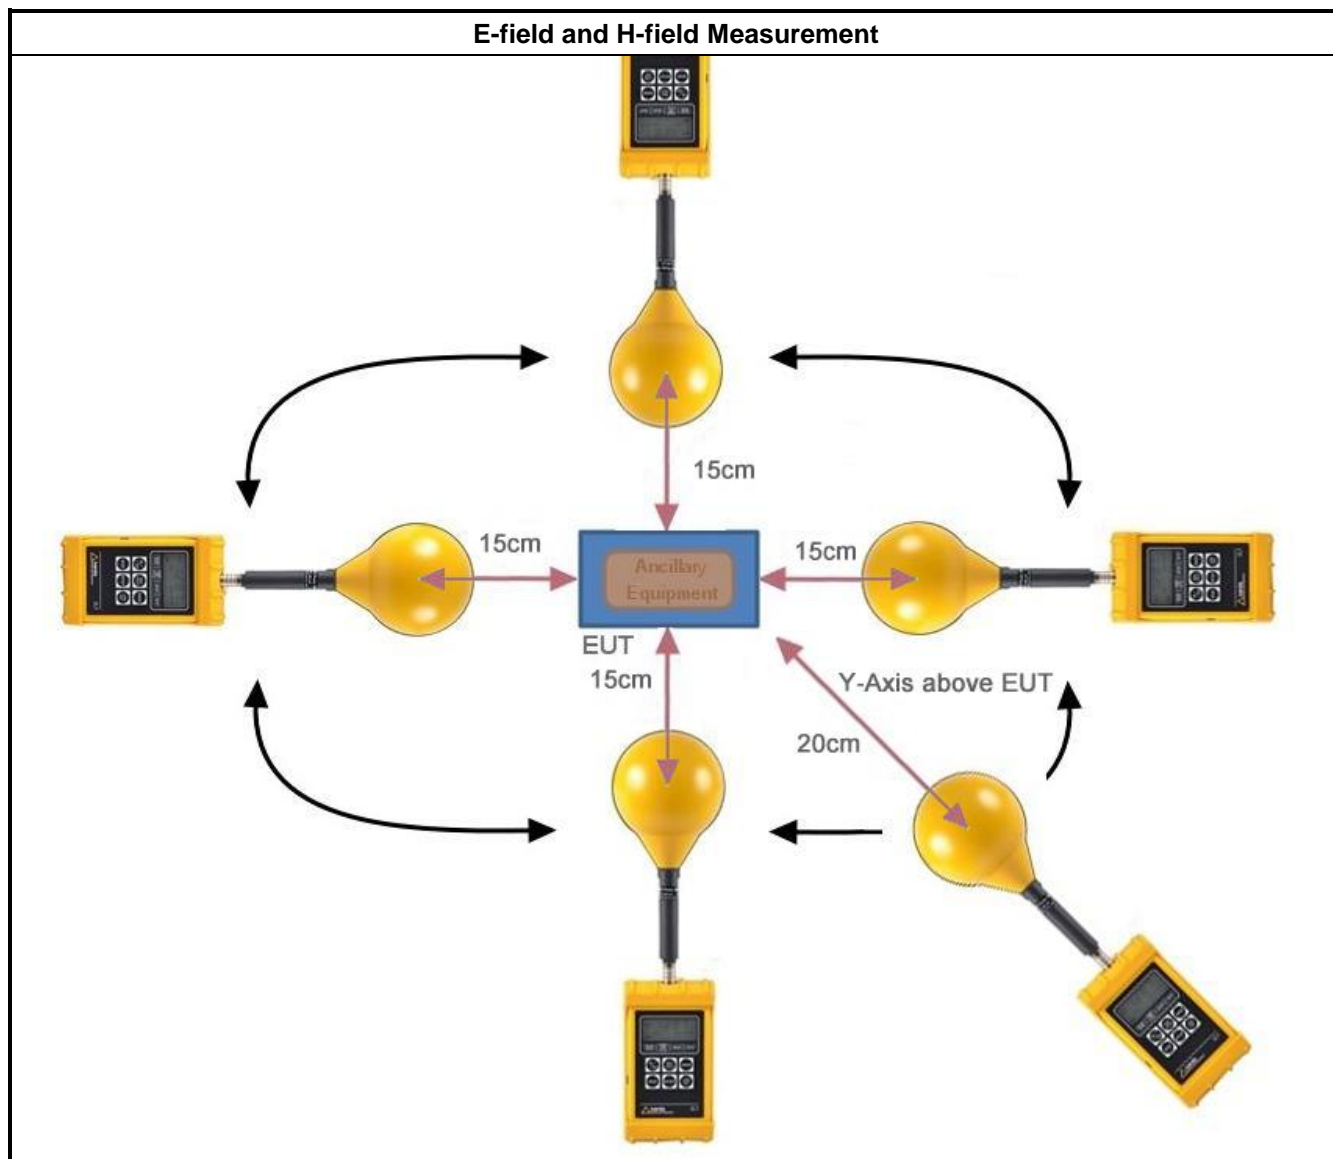 E-field and H-field Measurement
15cm
15cm
15cm
Ancillary
Equipment
EUT
15cm
Y-Axis above EUT
20cm